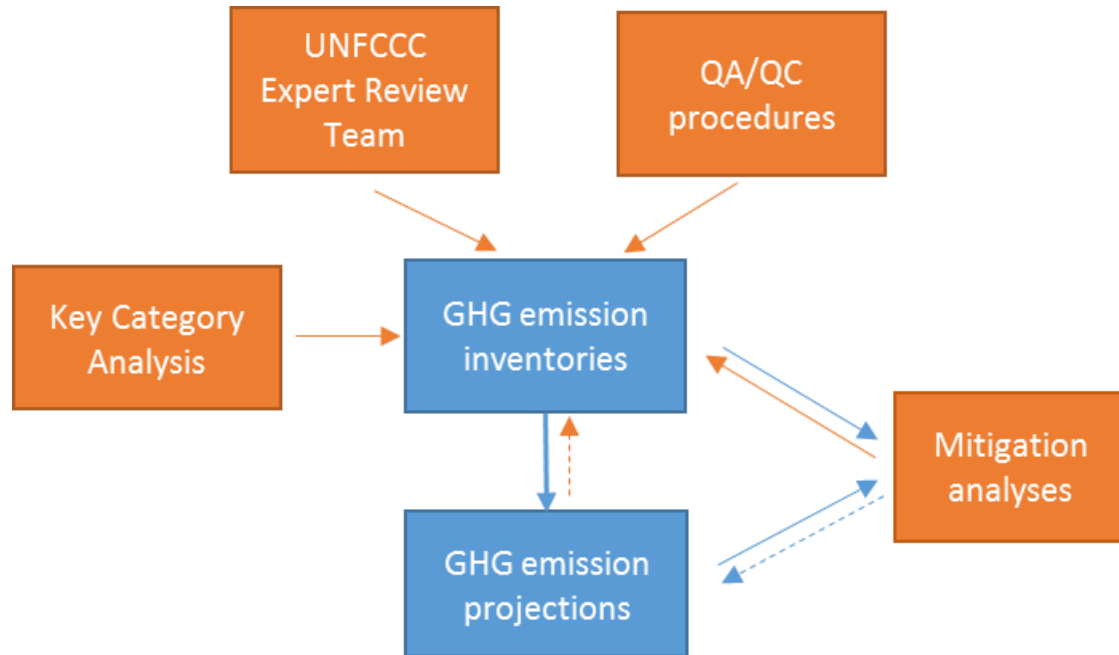 UNFCCC
Expert Review
Team
QA/QC
procedures
Key Category
Analysis
GHG emission
inventories
Mitigation
analyses
GHG emission
projections